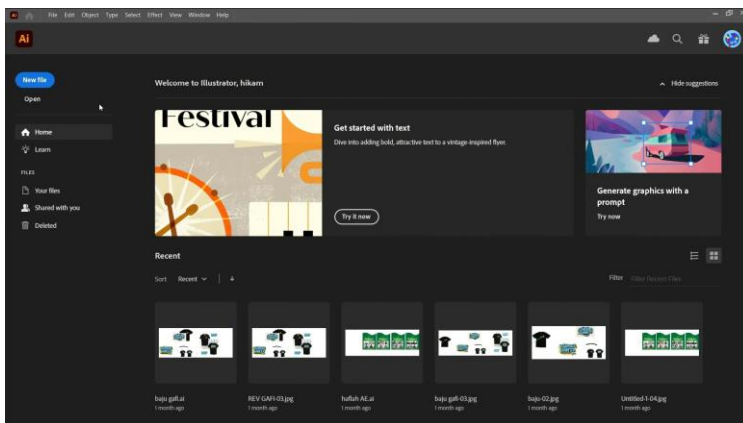 File Edit Object Type Select Effect View Window Help
Ai
New file
Open
Home
Learn
FILES
Your files
Shared with you
Deleted
Welcome to Illustrator, hikam
Hide suggestions
Festival
Get started with text
Dive into adding bold, attractive text to a vintage-inspired flyer.
Try it now
Generate graphics with a
prompt
Try now
Recent
Sort Recent
Filter Filter Recent Files
baju gafi.ai
1 month ago
REV GAFI-03.jpg
1 month ago
haflah AE.ai
1 month ago
baju gafi-03.jpg
1 month ago
baju-02.jpg
1 month ago
Untitled-1-04.jpg
1 month ago